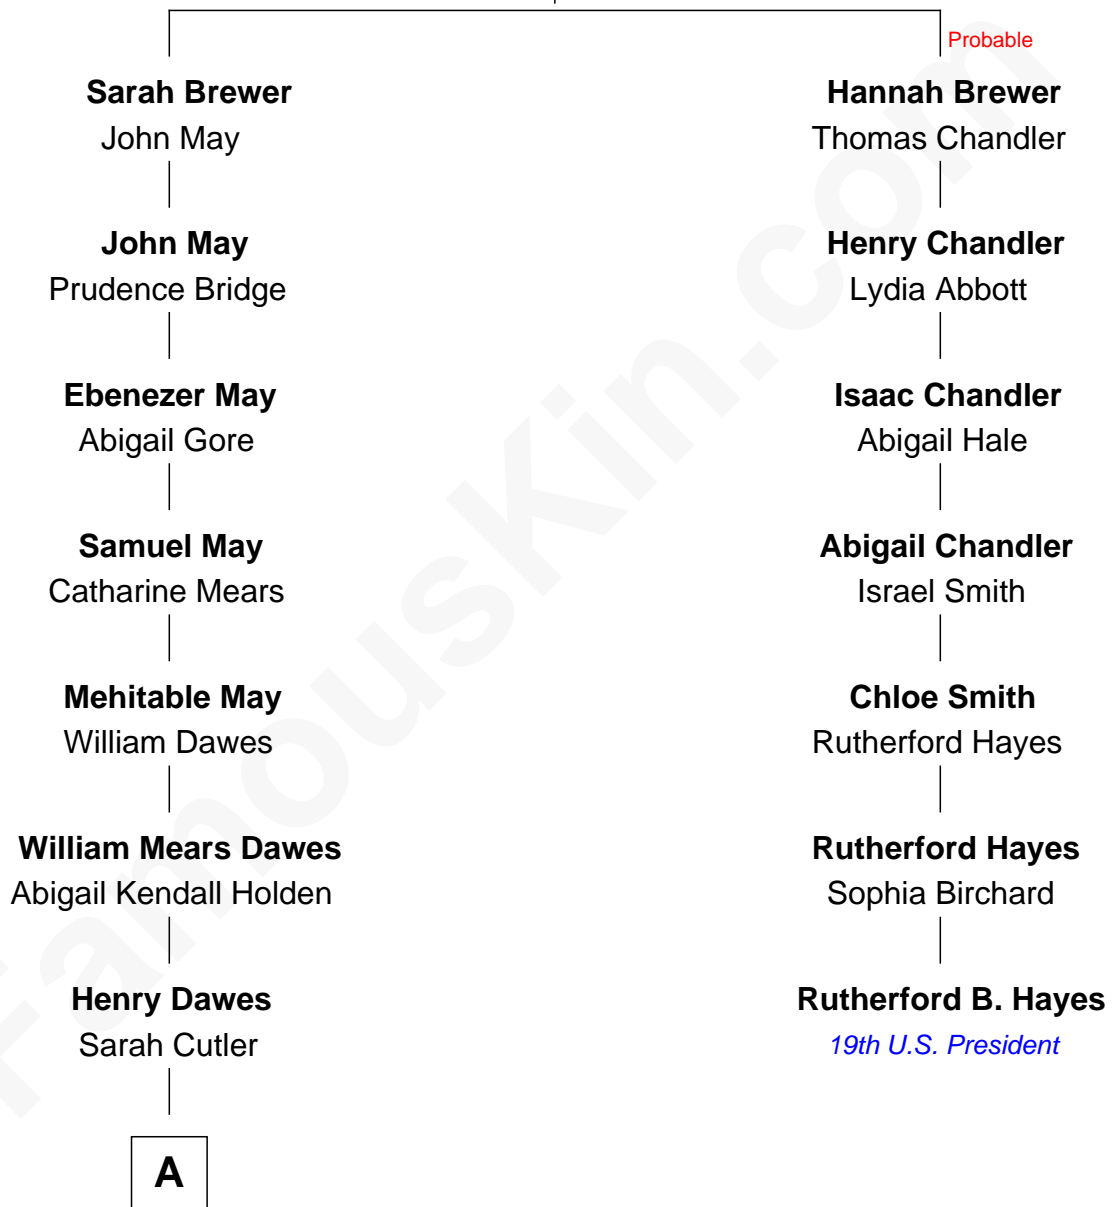 Probable
Sarah Brewer
John May
Hannah Brewer
Thomas Chandler
John May
Prudence Bridge
Henry Chandler
Lydia Abbott
Ebenezer May
Abigail Gore
Isaac Chandler
Abigail Hale
Samuel May
Catharine Mears
Abigail Chandler
Israel Smith
Mehitable May
William Dawes
Chloe Smith
Rutherford Hayes
William Mears Dawes
Abigail Kendall Holden
Rutherford Hayes
Sophia Birchard
Henry Dawes
Sarah Cutler
Rutherford B. Hayes
19th U.S. President
A
FamousKin.com